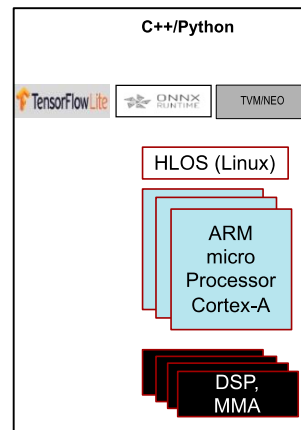 C++/Python
TensorFlow Lite
ONNX
RUNTIME
TVM/NEO
HLOS (Linux)
ARM
micro
Processor
Cortex-A
DSP,
MMA